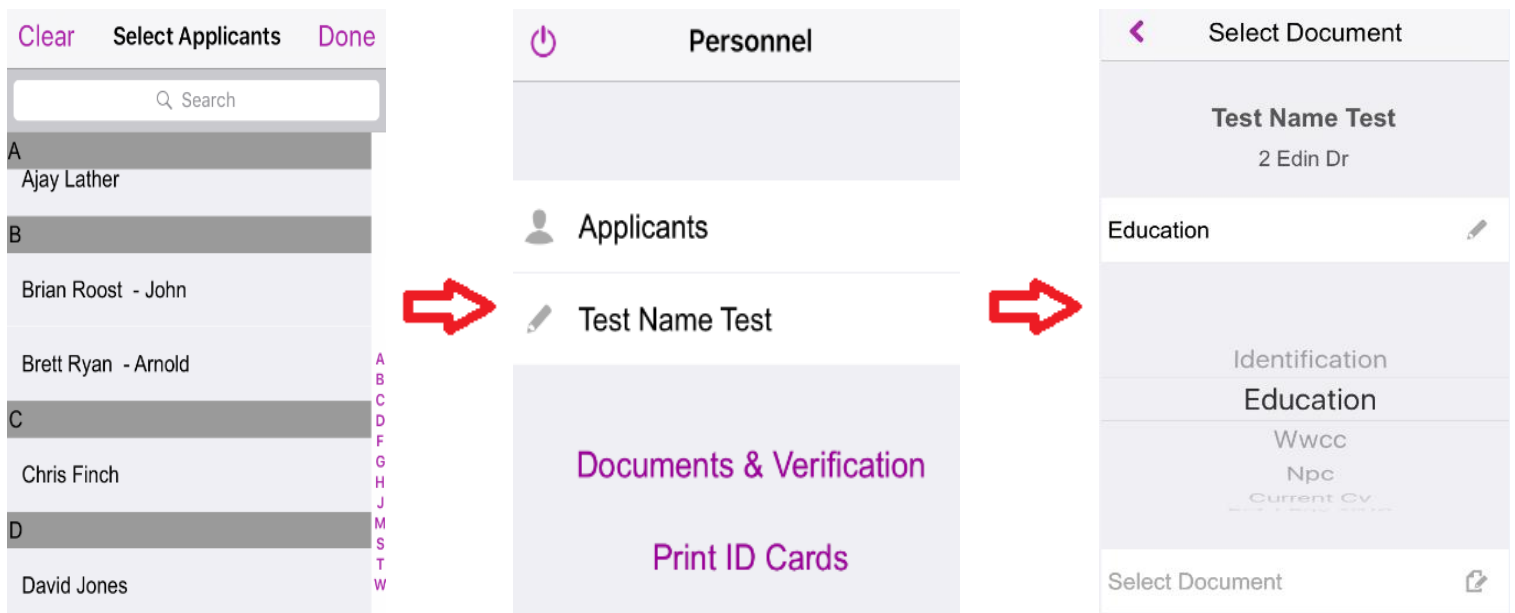 Clear Select Applicants Done
Search
A
Ajay Lather
B
Brian Roost - John
Brett Ryan - Arnold
C
Chris Finch
D
David Jones
A
B
C
D
F
G
H
J
M
S
T
W
Personnel
Applicants
Test Name Test
Documents & Verification
Print ID Cards
Select Document
Test Name Test
2 Edin Dr
Education
Identification
Education
Wwcc
Npc
Current Cv
Select Document